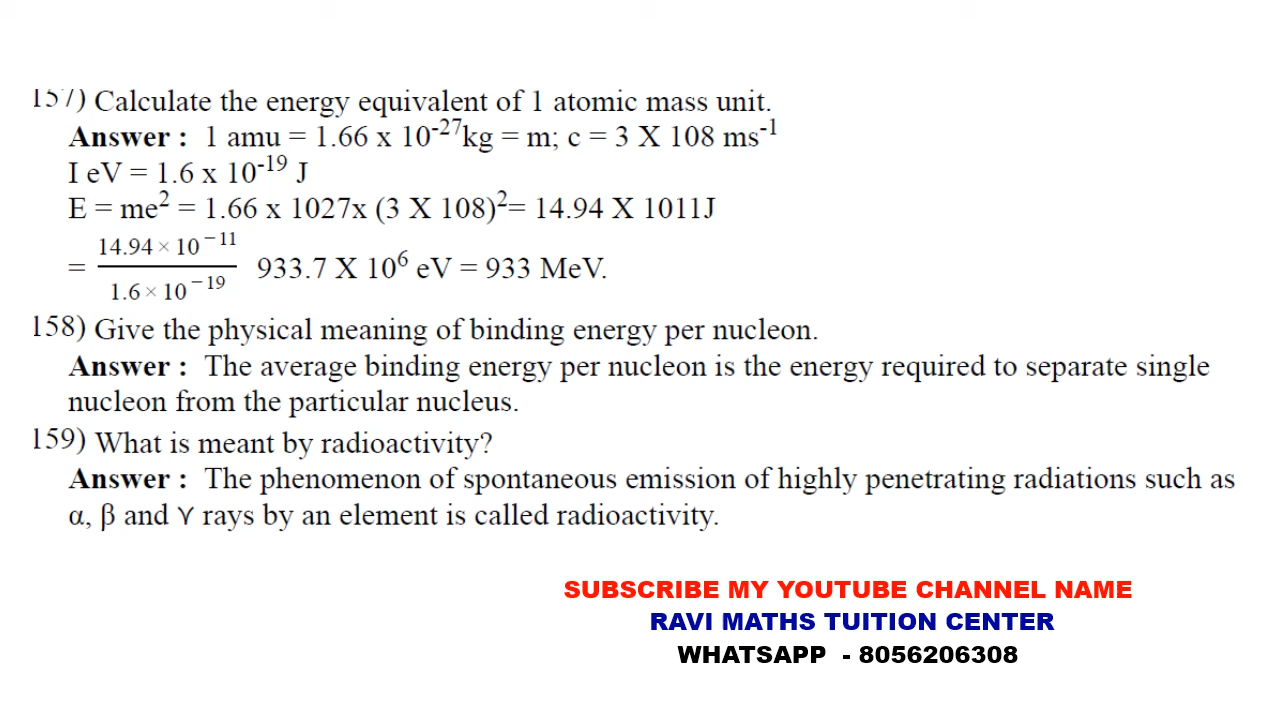 157) Calculate the energy equivalent of 1 atomic mass unit.
Answer : 1 amu = 1.66 x 10⁻²⁷kg = m; c = 3 X 108 ms⁻¹
I eV = 1.6 x 10⁻¹⁹ J
E = me² = 1.66 x 1027x (3 X 108)²= 14.94 X 1011J
= 14.94 × 10⁻¹¹ / 1.6 × 10⁻¹⁹ 933.7 X 10⁶ eV = 933 MeV.
158) Give the physical meaning of binding energy per nucleon.
Answer : The average binding energy per nucleon is the energy required to separate single
nucleon from the particular nucleus.
159) What is meant by radioactivity?
Answer : The phenomenon of spontaneous emission of highly penetrating radiations such as
α, β and ϒ rays by an element is called radioactivity.
SUBSCRIBE MY YOUTUBE CHANNEL NAME
RAVI MATHS TUITION CENTER
WHATSAPP - 8056206308